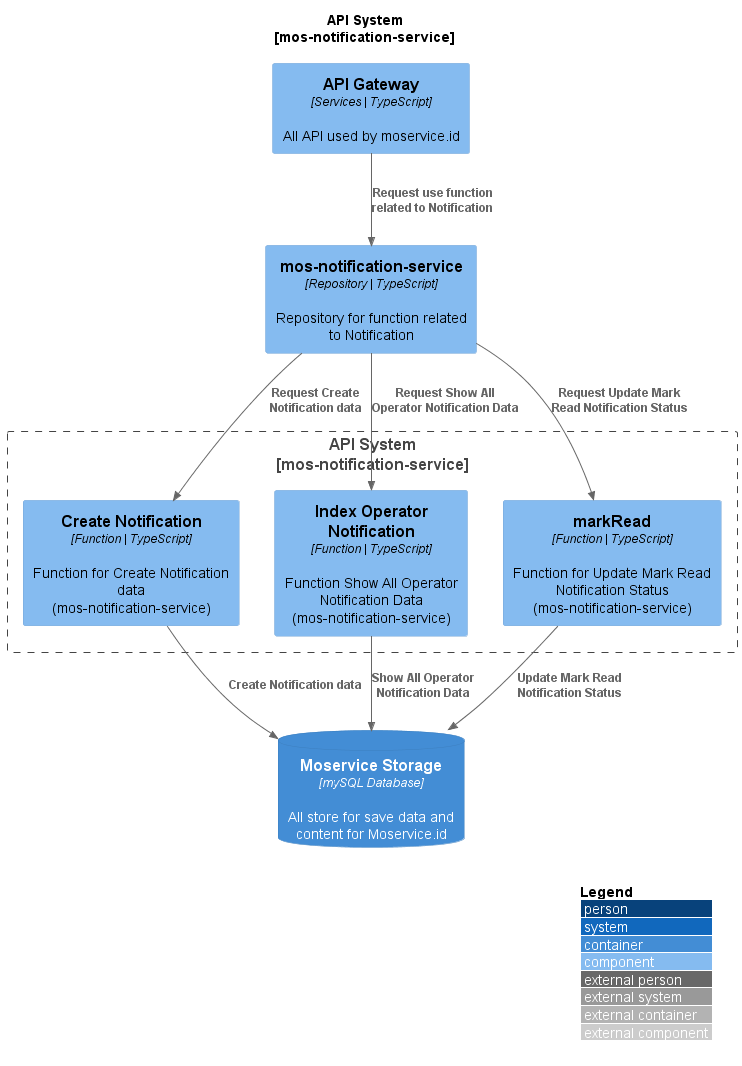 API System
[mos-notification-service]
API Gateway
[Services | TypeScript]
All API used by moservice.id
Request use function
related to Notification
mos-notification-service
[Repository | TypeScript]
Repository for function related
to Notification
Request Create
Notification data
Request Show All
Operator Notification Data
Request Update Mark
Read Notification Status
API System
[mos-notification-service]
Create Notification
[Function | TypeScript]
Function for Create Notification
data
(mos-notification-service)
Index Operator
Notification
[Function | TypeScript]
Function Show All Operator
Notification Data
(mos-notification-service)
markRead
[Function | TypeScript]
Function for Update Mark Read
Notification Status
(mos-notification-service)
Create Notification data
Show All Operator
Notification Data
Update Mark Read
Notification Status
Moservice Storage
[mySQL Database]
All store for save data and
content for Moservice.id
Legend
person
system
container
component
external person
external system
external container
external component